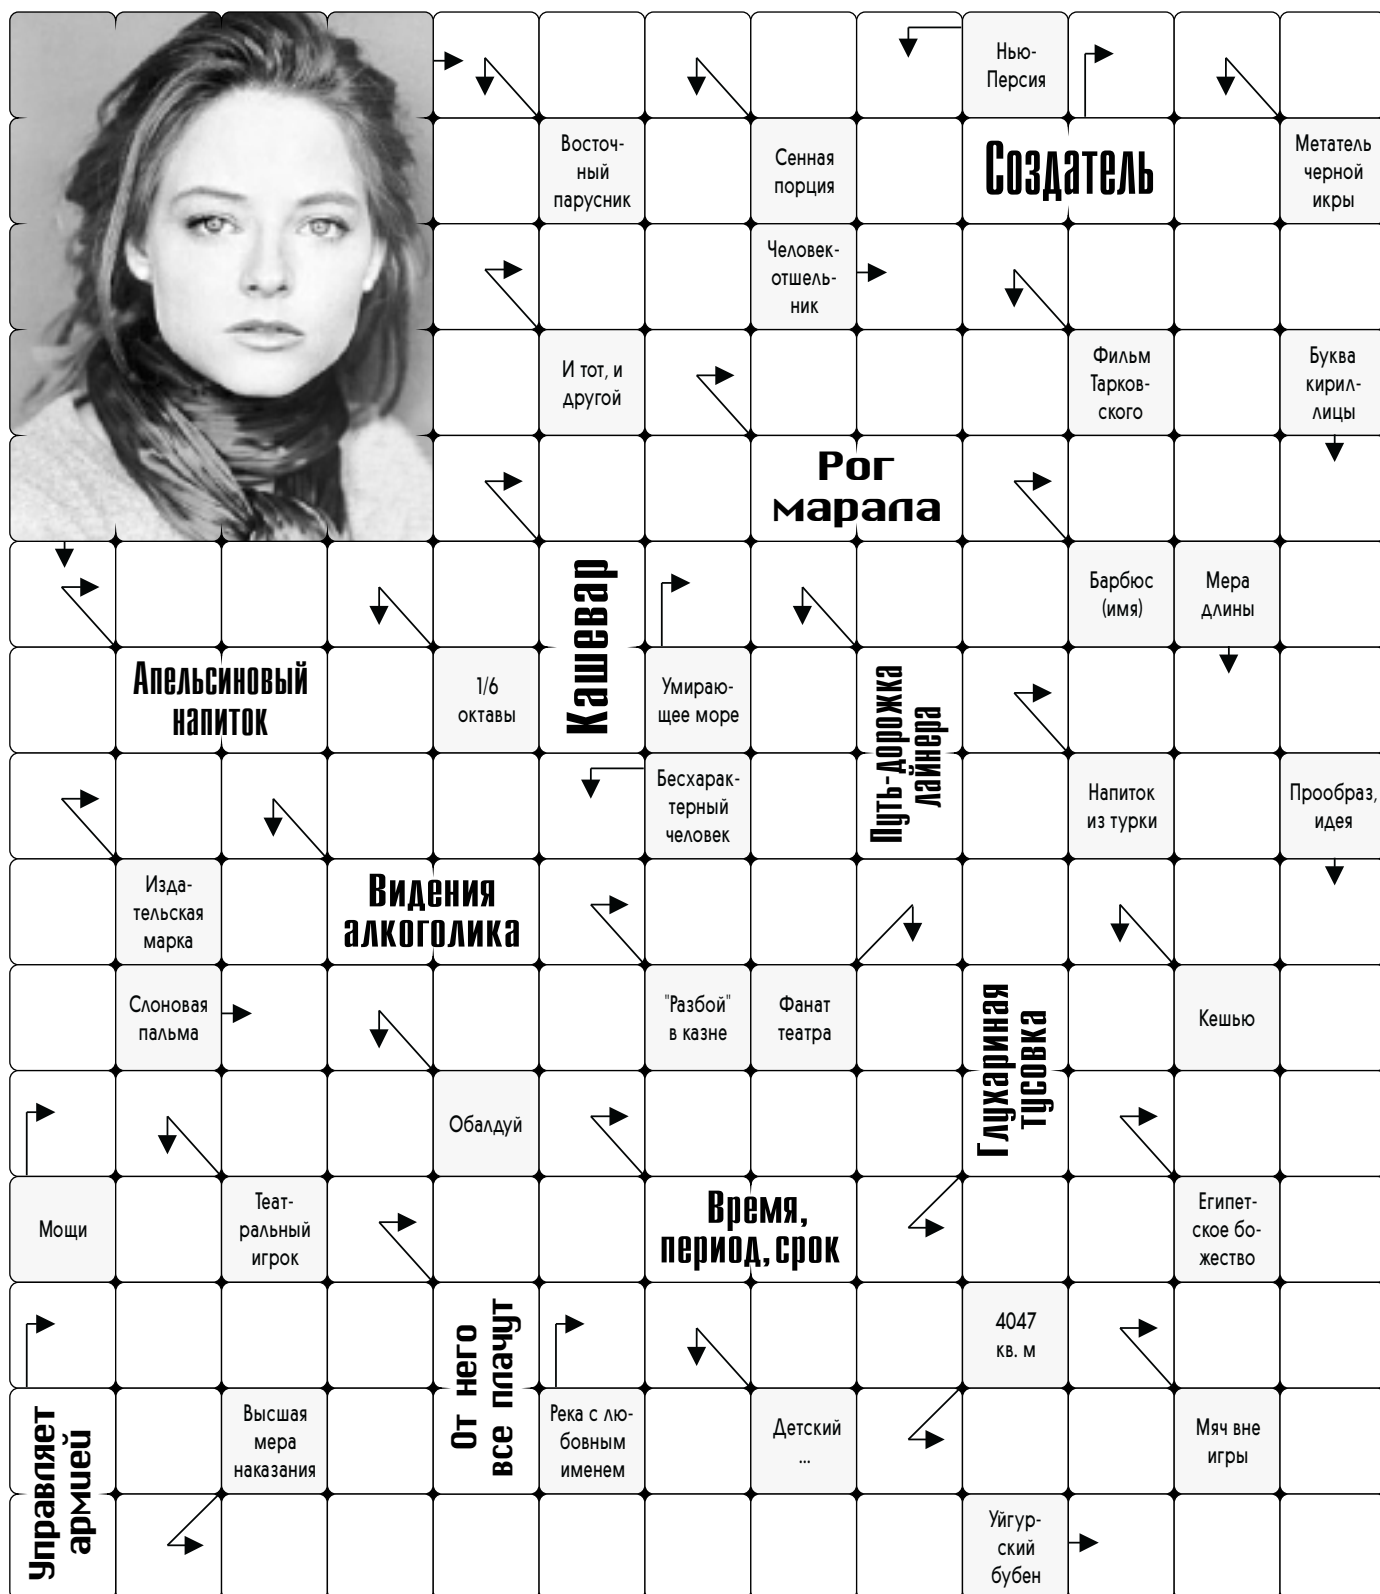 Нью-
Персия
Восточ-
ный
парусник
Сенная
порция
Создатель
Метатель
черной
икры
Человек-
отшель-
ник
И тот, и
другой
Фильм
Тарков-
ского
Буква
кирил-
лицы
Рог
марала
Кашевар
Барбюс
(имя)
Мера
длины
Апельсиновый
напиток
1/6
октавы
Умираю-
щее море
Путь-дорожка
лайнера
Бесхарак-
терный
человек
Напиток
из турки
Прообраз,
идея
Изда-
тельская
марка
Видения
алкоголика
Слоновая
пальма
"Разбой"
в казне
Фанат
театра
Глухариная
тусовка
Кешью
Обалдуй
Мощи
Теат-
ральный
игрок
Время,
период, срок
Египет-
ское бо-
жество
От него
все плачут
4047
кв. м
Управляет
армией
Высшая
мера
наказания
Река с лю-
бовным
именем
Детский
...
Мяч вне
игры
Уйгур-
ский
бубен